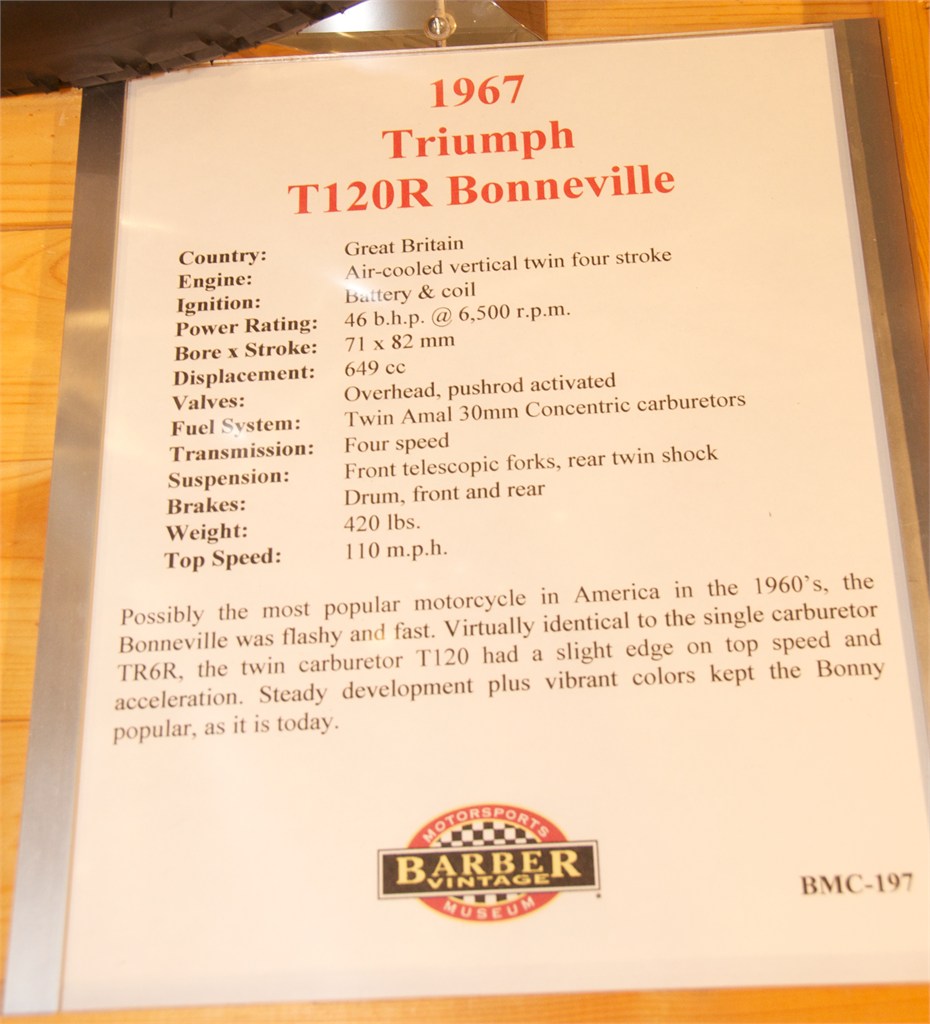 1967
Triumph
T120R Bonneville
Country: Great Britain
Engine: Air-cooled vertical twin four stroke
Ignition: Battery & coil
Power Rating: 46 b.h.p. @ 6,500 r.p.m.
Bore x Stroke: 71 x 82 mm
Displacement: 649 cc
Valves: Overhead, pushrod activated
Fuel System: Twin Amal 30mm Concentric carburetors
Transmission: Four speed
Suspension: Front telescopic forks, rear twin shock
Brakes: Drum, front and rear
Weight: 420 lbs.
Top Speed: 110 m.p.h.
Possibly the most popular motorcycle in America in the 1960's, the
Bonneville was flashy and fast. Virtually identical to the single carburetor
TR6R, the twin carburetor T120 had a slight edge on top speed and
acceleration. Steady development plus vibrant colors kept the Bonny
popular, as it is today.
MOTORSPORTS
BARBER
VINTAGE
MUSEUM
BMC-197